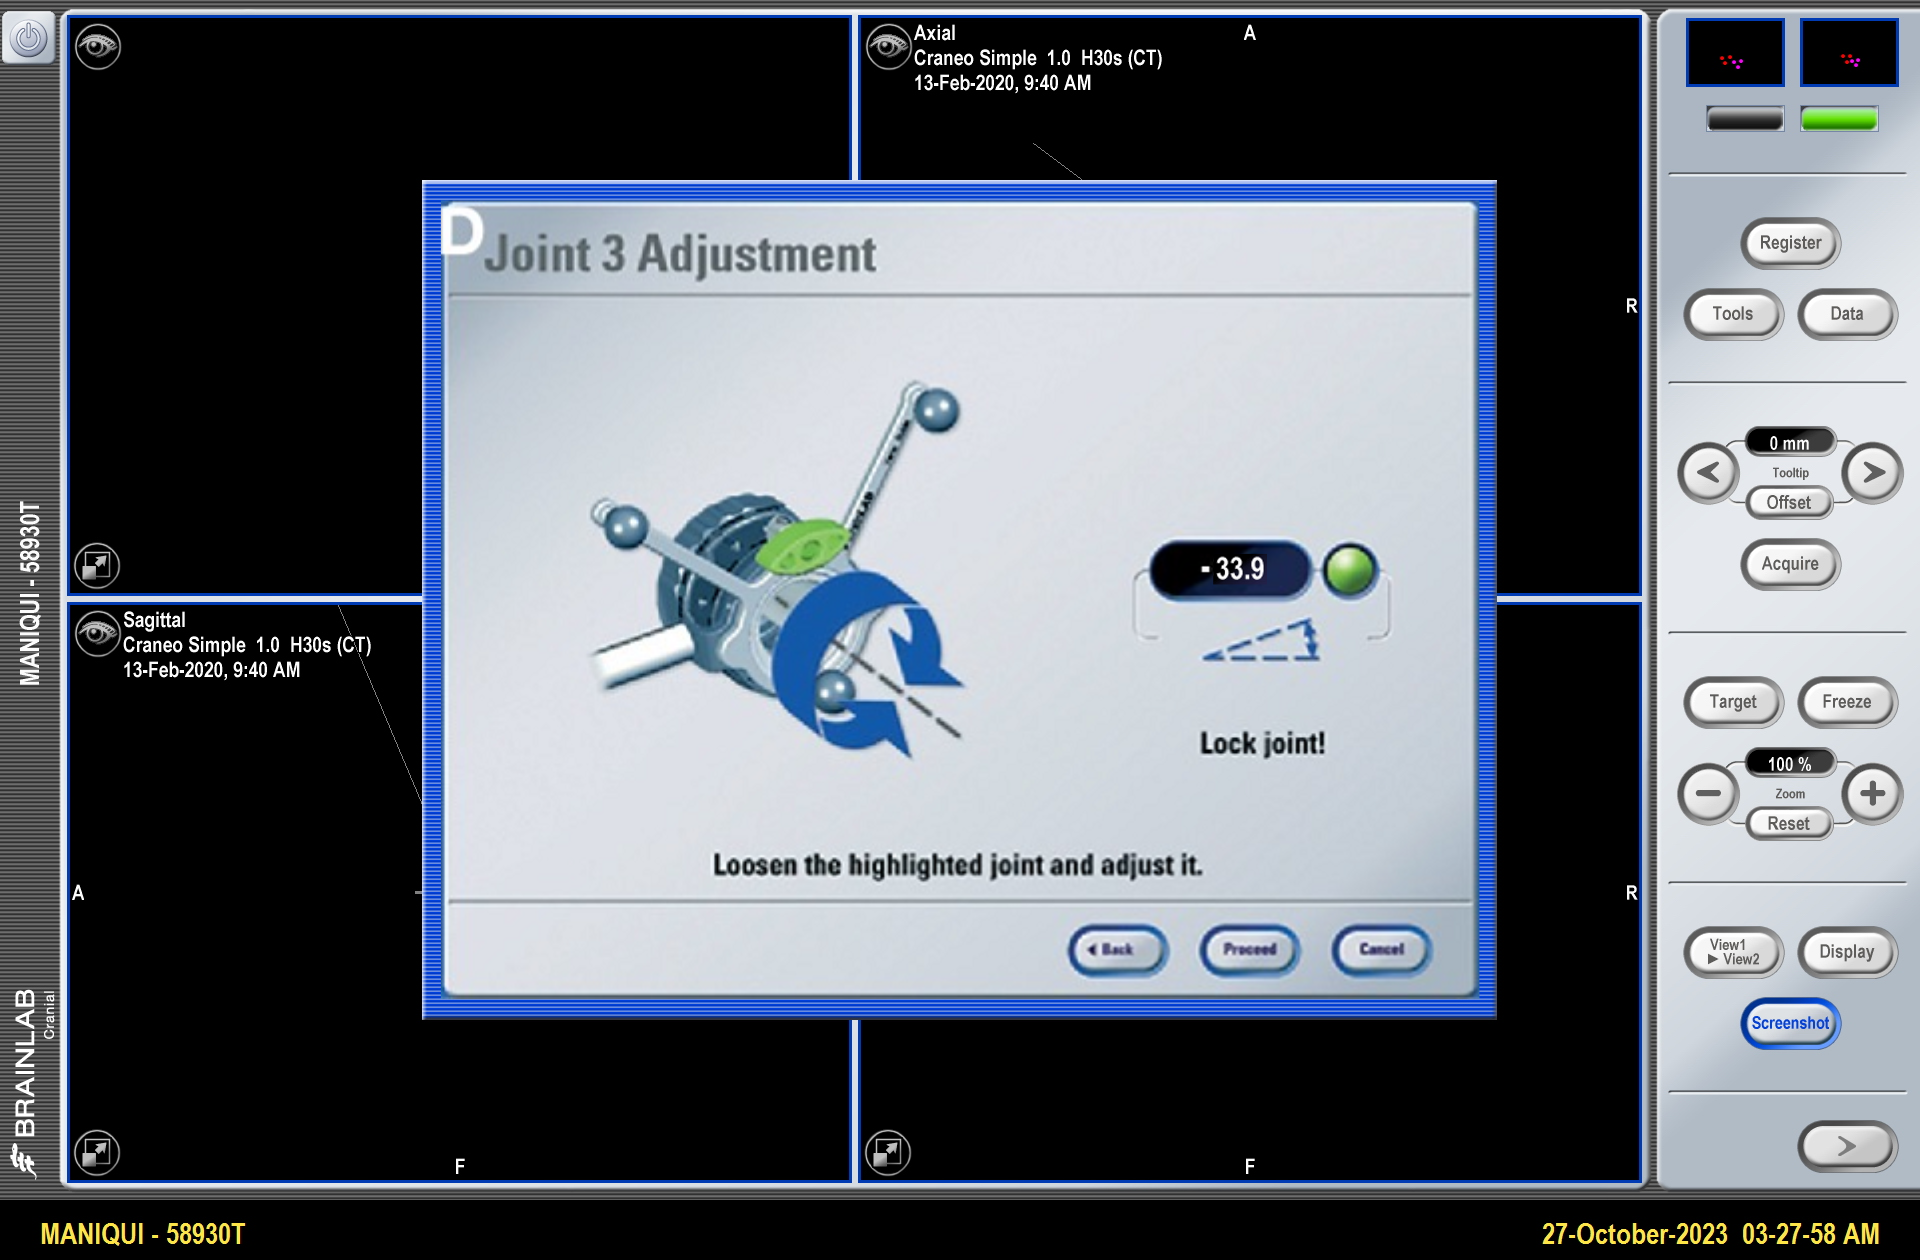 Axial
Craneo Simple 1.0 H30s (CT)
13-Feb-2020, 9:40 AM
A
R
D
Joint 3 Adjustment
- 33.9
Lock joint!
Loosen the highlighted joint and adjust it.
Back
Proceed
Cancel
Sagittal
Craneo Simple 1.0 H30s (CT)
13-Feb-2020, 9:40 AM
A
R
F
F
Register
Tools
Data
0 mm
Tooltip
Offset
Acquire
Target
Freeze
100 %
Zoom
Reset
View1
View2
Display
Screenshot
MANIQUI - 58930T
BRAINLAB
Cranial
MANIQUI - 58930T
27-October-2023 03-27-58 AM